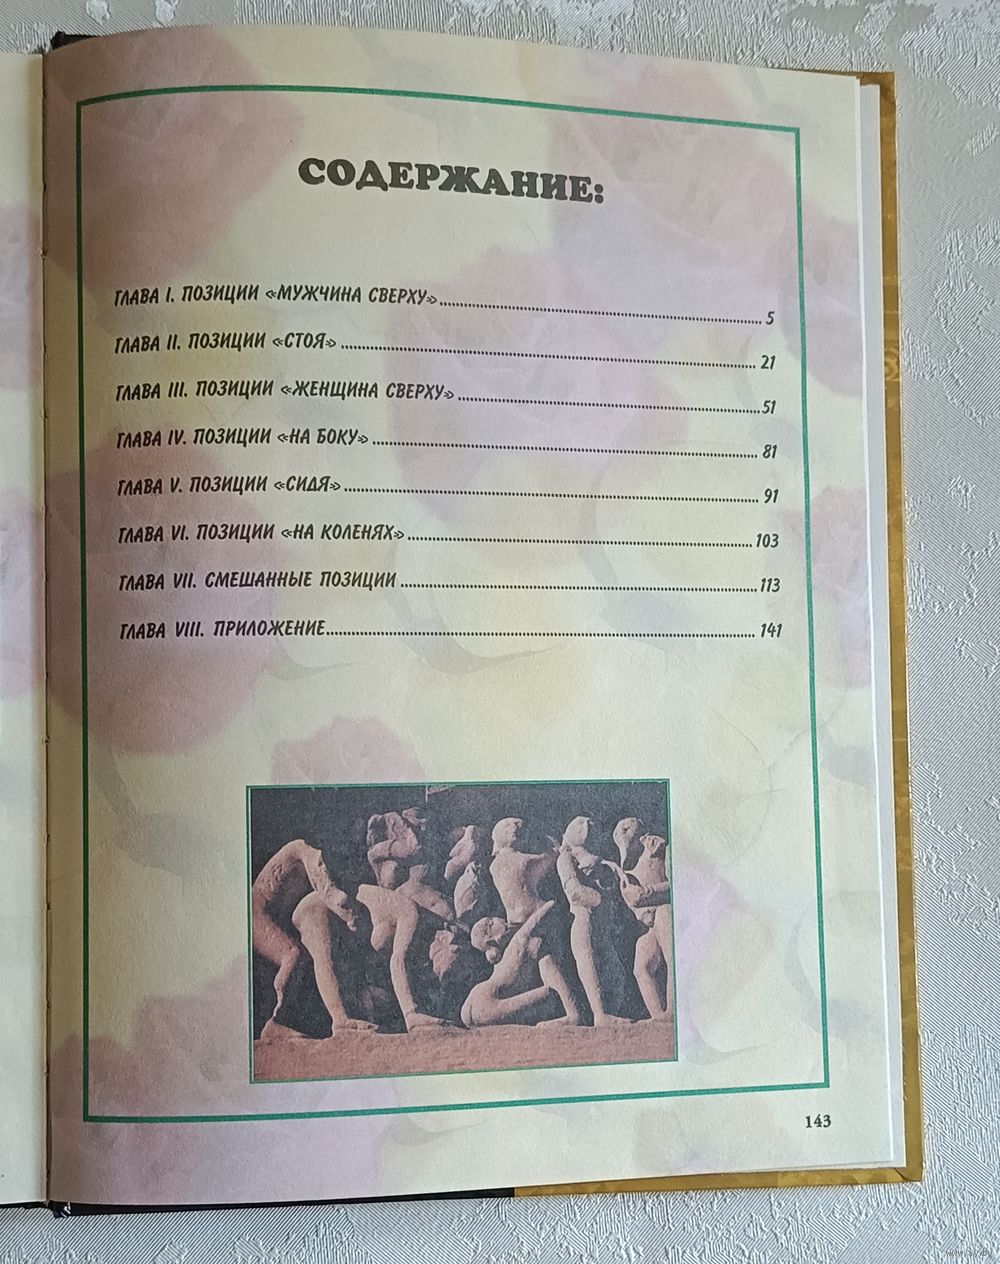 СОДЕРЖАНИЕ:
ГЛАВА I. ПОЗИЦИИ «МУЖЧИНА СВЕРХУ» 5
ГЛАВА II. ПОЗИЦИИ «СТОЯ» 21
ГЛАВА III. ПОЗИЦИИ «ЖЕНЩИНА СВЕРХУ» 51
ГЛАВА IV. ПОЗИЦИИ «НА БОКУ» 81
ГЛАВА V. ПОЗИЦИИ «СИДЯ» 91
ГЛАВА VI. ПОЗИЦИИ «НА КОЛЕНЯХ» 103
ГЛАВА VII. СМЕШАННЫЕ ПОЗИЦИИ 113
ГЛАВА VIII. ПРИЛОЖЕНИЕ 141
143